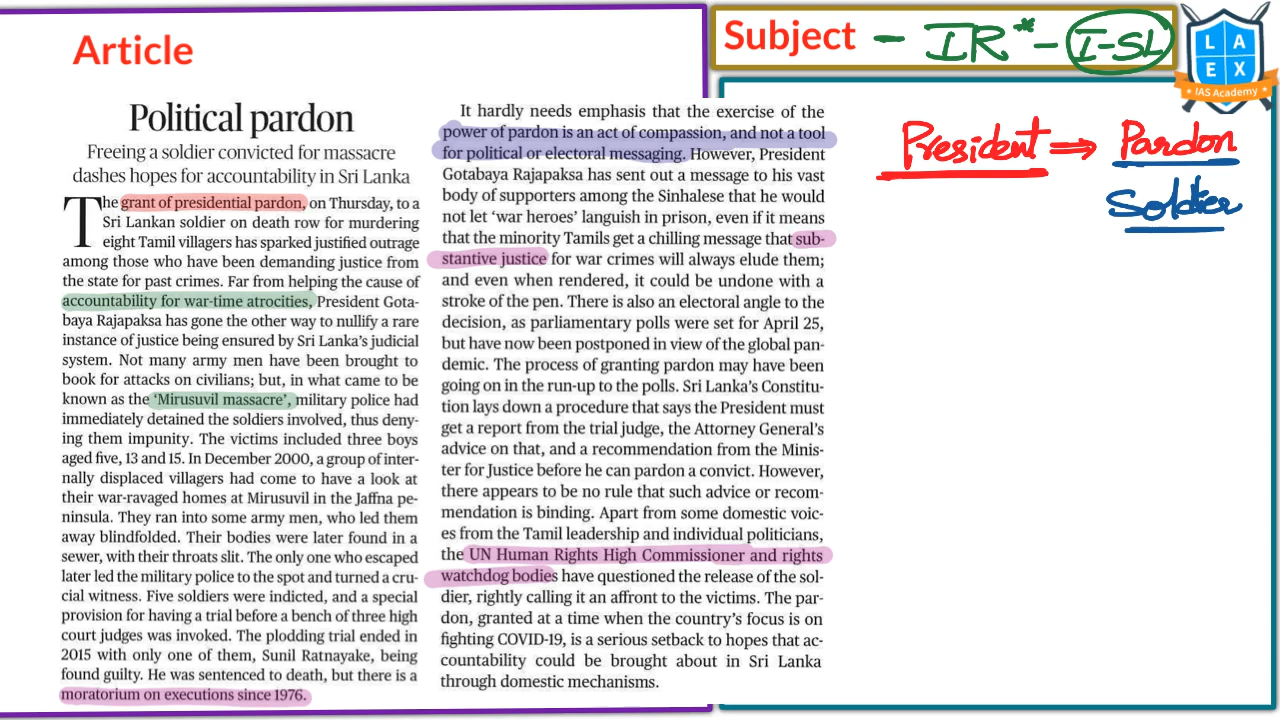 Article
Subject - IR* - I-SL
L A
E X
IAS Academy
Political pardon
Freeing a soldier convicted for massacre
dashes hopes for accountability in Sri Lanka
The grant of presidential pardon, on Thursday, to a
Sri Lankan soldier on death row for murdering
eight Tamil villagers has sparked justified outrage
among those who have been demanding justice from
the state for past crimes. Far from helping the cause of
accountability for war-time atrocities, President Gota-
baya Rajapaksa has gone the other way to nullify a rare
instance of justice being ensured by Sri Lanka's judicial
system. Not many army men have been brought to
book for attacks on civilians; but, in what came to be
known as the 'Mirusuvil massacre', military police had
immediately detained the soldiers involved, thus deny-
ing them impunity. The victims included three boys
aged five, 13 and 15. In December 2000, a group of inter-
nally displaced villagers had come to have a look at
their war-ravaged homes at Mirusuvil in the Jaffna pe-
ninsula. They ran into some army men, who led them
away blindfolded. Their bodies were later found in a
sewer, with their throats slit. The only one who escaped
later led the military police to the spot and turned a cru-
cial witness. Five soldiers were indicted, and a special
provision for having a trial before a bench of three high
court judges was invoked. The plodding trial ended in
2015 with only one of them, Sunil Ratnayake, being
found guilty. He was sentenced to death, but there is a
moratorium on executions since 1976.
It hardly needs emphasis that the exercise of the
power of pardon is an act of compassion, and not a tool
for political or electoral messaging. However, President
Gotabaya Rajapaksa has sent out a message to his vast
body of supporters among the Sinhalese that he would
not let 'war heroes' languish in prison, even if it means
that the minority Tamils get a chilling message that sub-
stantive justice for war crimes will always elude them;
and even when rendered, it could be undone with a
stroke of the pen. There is also an electoral angle to the
decision, as parliamentary polls were set for April 25,
but have now been postponed in view of the global pan-
demic. The process of granting pardon may have been
going on in the run-up to the polls. Sri Lanka's Constitu-
tion lays down a procedure that says the President must
get a report from the trial judge, the Attorney General's
advice on that, and a recommendation from the Minis-
ter for Justice before he can pardon a convict. However,
there appears to be no rule that such advice or recom-
mendation is binding. Apart from some domestic voic-
es from the Tamil leadership and individual politicians,
the UN Human Rights High Commissioner and rights
watchdog bodies have questioned the release of the sol-
dier, rightly calling it an affront to the victims. The par-
don, granted at a time when the country's focus is on
fighting COVID-19, is a serious setback to hopes that ac-
countability could be brought about in Sri Lanka
through domestic mechanisms.
President ⇒ Pardon
Soldier